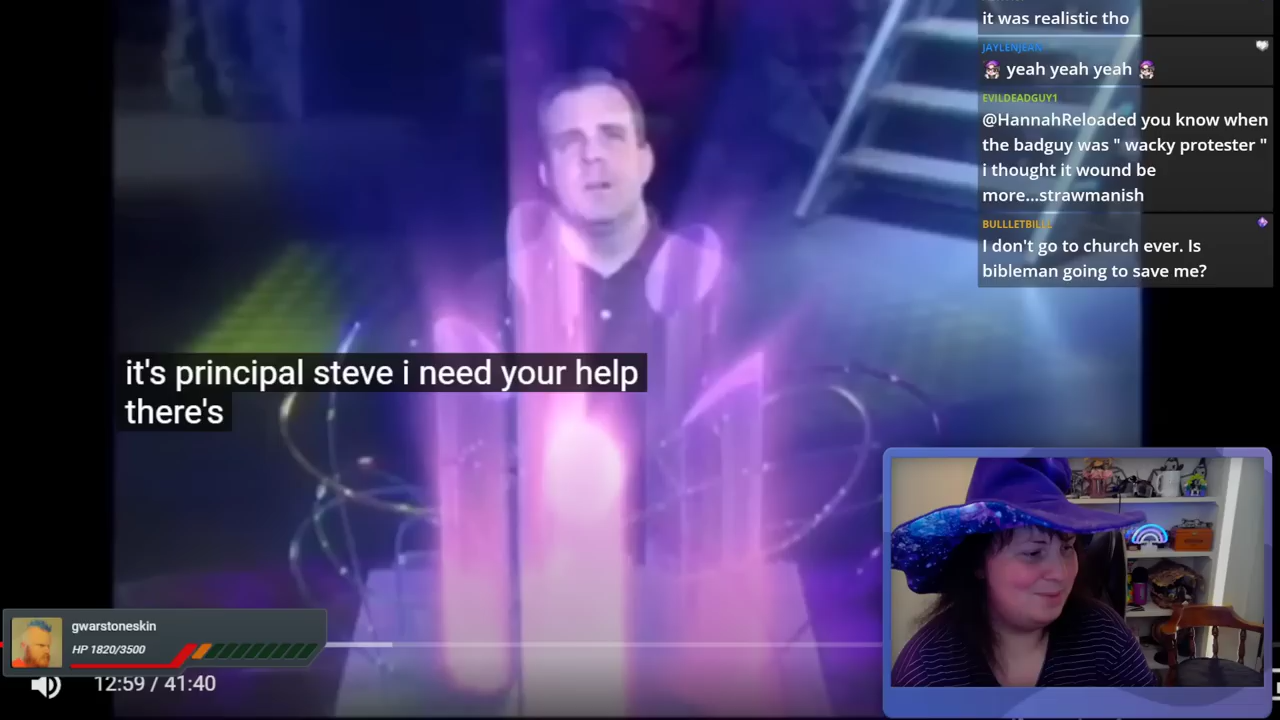 it was realistic tho
JAYLENJEAN
yeah yeah yeah
EVILDEADGUY1
@HannahReloaded you know when
the badguy was " wacky protester "
i thought it wound be
more...strawmanish
BULLLETBILLL
I don't go to church ever. Is
bibleman going to save me?
it's principal steve i need your help
there's
gwarstoneskin
HP 1820/3500
12:59 / 41:40